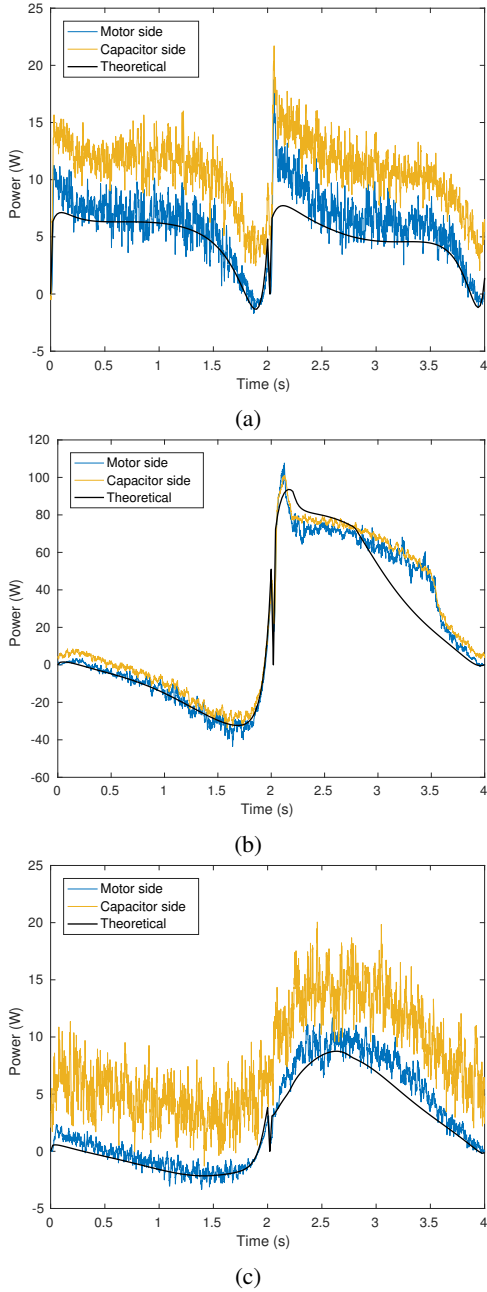 25
20
15
10
5
0
-5
Power (W)
Motor side
Capacitor side
Theoretical
0 0.5 1 1.5 2 2.5 3 3.5 4
Time (s)
(a)
120
100
80
60
40
20
0
-20
-40
-60
Power (W)
Motor side
Capacitor side
Theoretical
0 0.5 1 1.5 2 2.5 3 3.5 4
Time (s)
(b)
25
20
15
10
5
0
-5
Power (W)
Motor side
Capacitor side
Theoretical
0 0.5 1 1.5 2 2.5 3 3.5 4
Time (s)
(c)